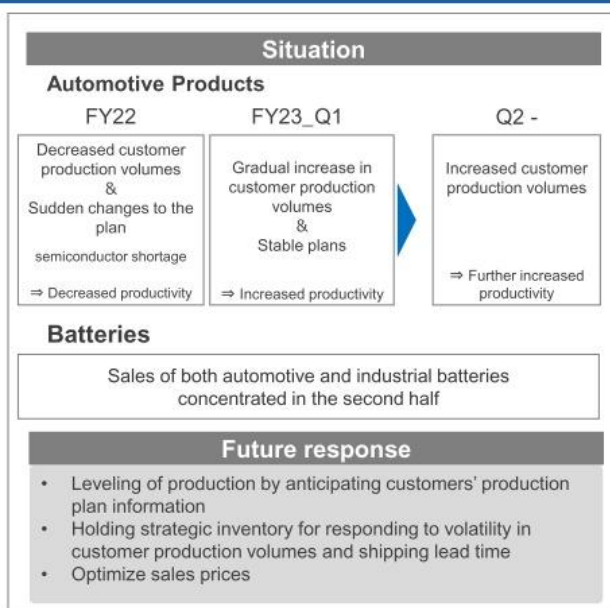 Situation
Automotive Products
FY22
Decreased customer
production volumes
&
Sudden changes to the
plan
semiconductor shortage
⇒ Decreased productivity
FY23_Q1
Gradual increase in
customer production
volumes
&
Stable plans
⇒ Increased productivity
Q2 -
Increased customer
production volumes
⇒ Further increased
productivity
Batteries
Sales of both automotive and industrial batteries
concentrated in the second half
Future response
• Leveling of production by anticipating customers' production
plan information
• Holding strategic inventory for responding to volatility in
customer production volumes and shipping lead time
• Optimize sales prices